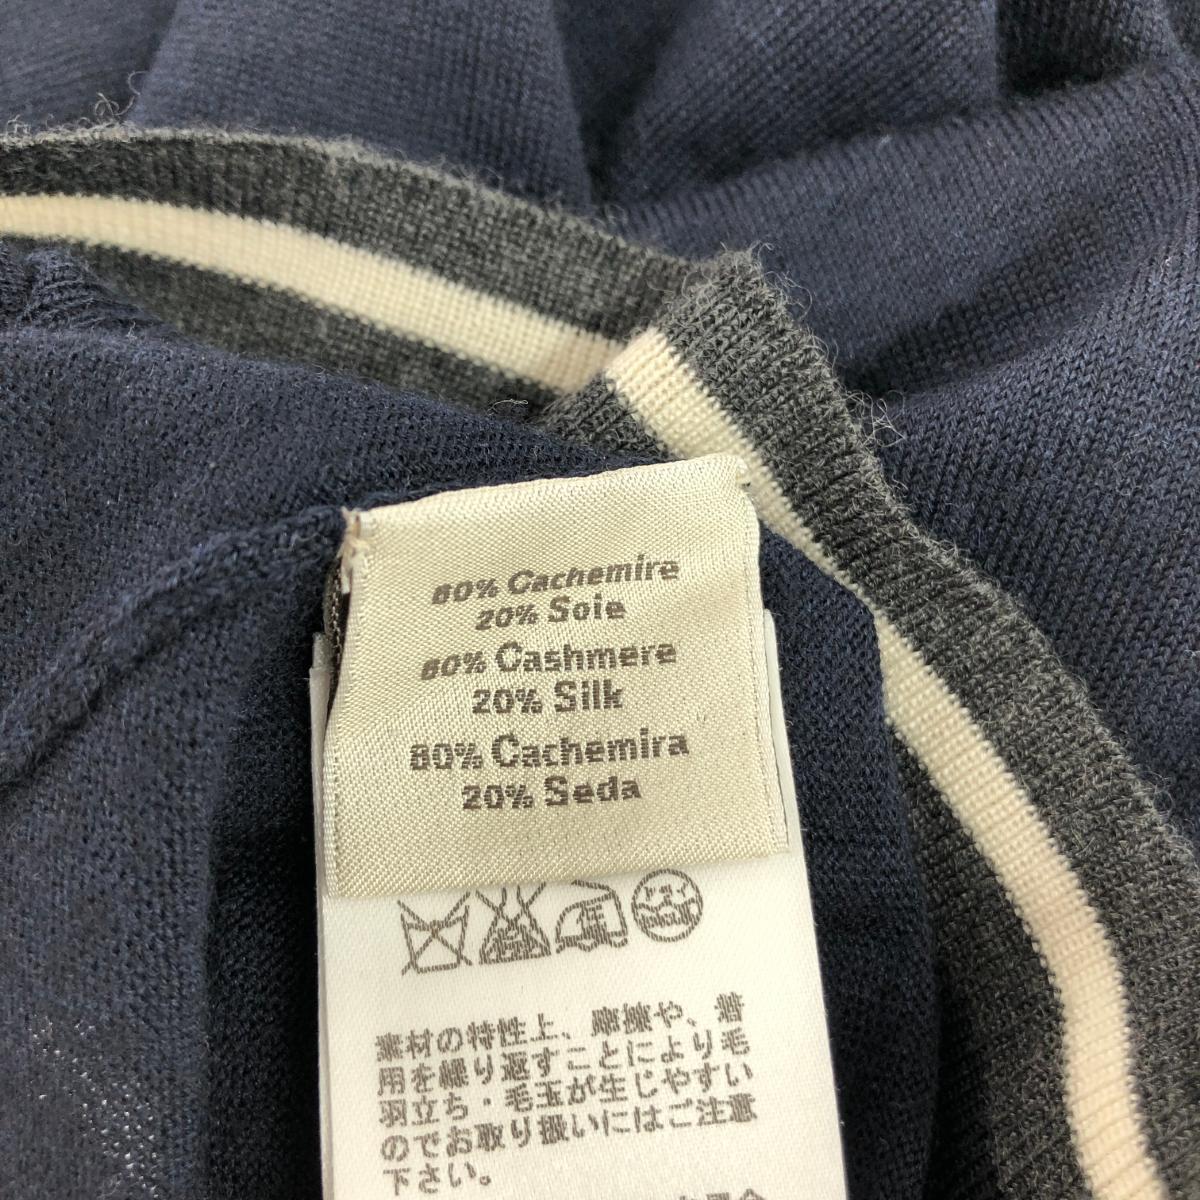 80% Cachemire
20% Soie
80% Cashmere
20% Silk
80% Cachemira
20% Seda
素材の特性上、摩擦や、着
用を繰り返すことにより毛
羽立ち・毛玉が生じやすい
のでお取り扱いにはご注意
下さい。